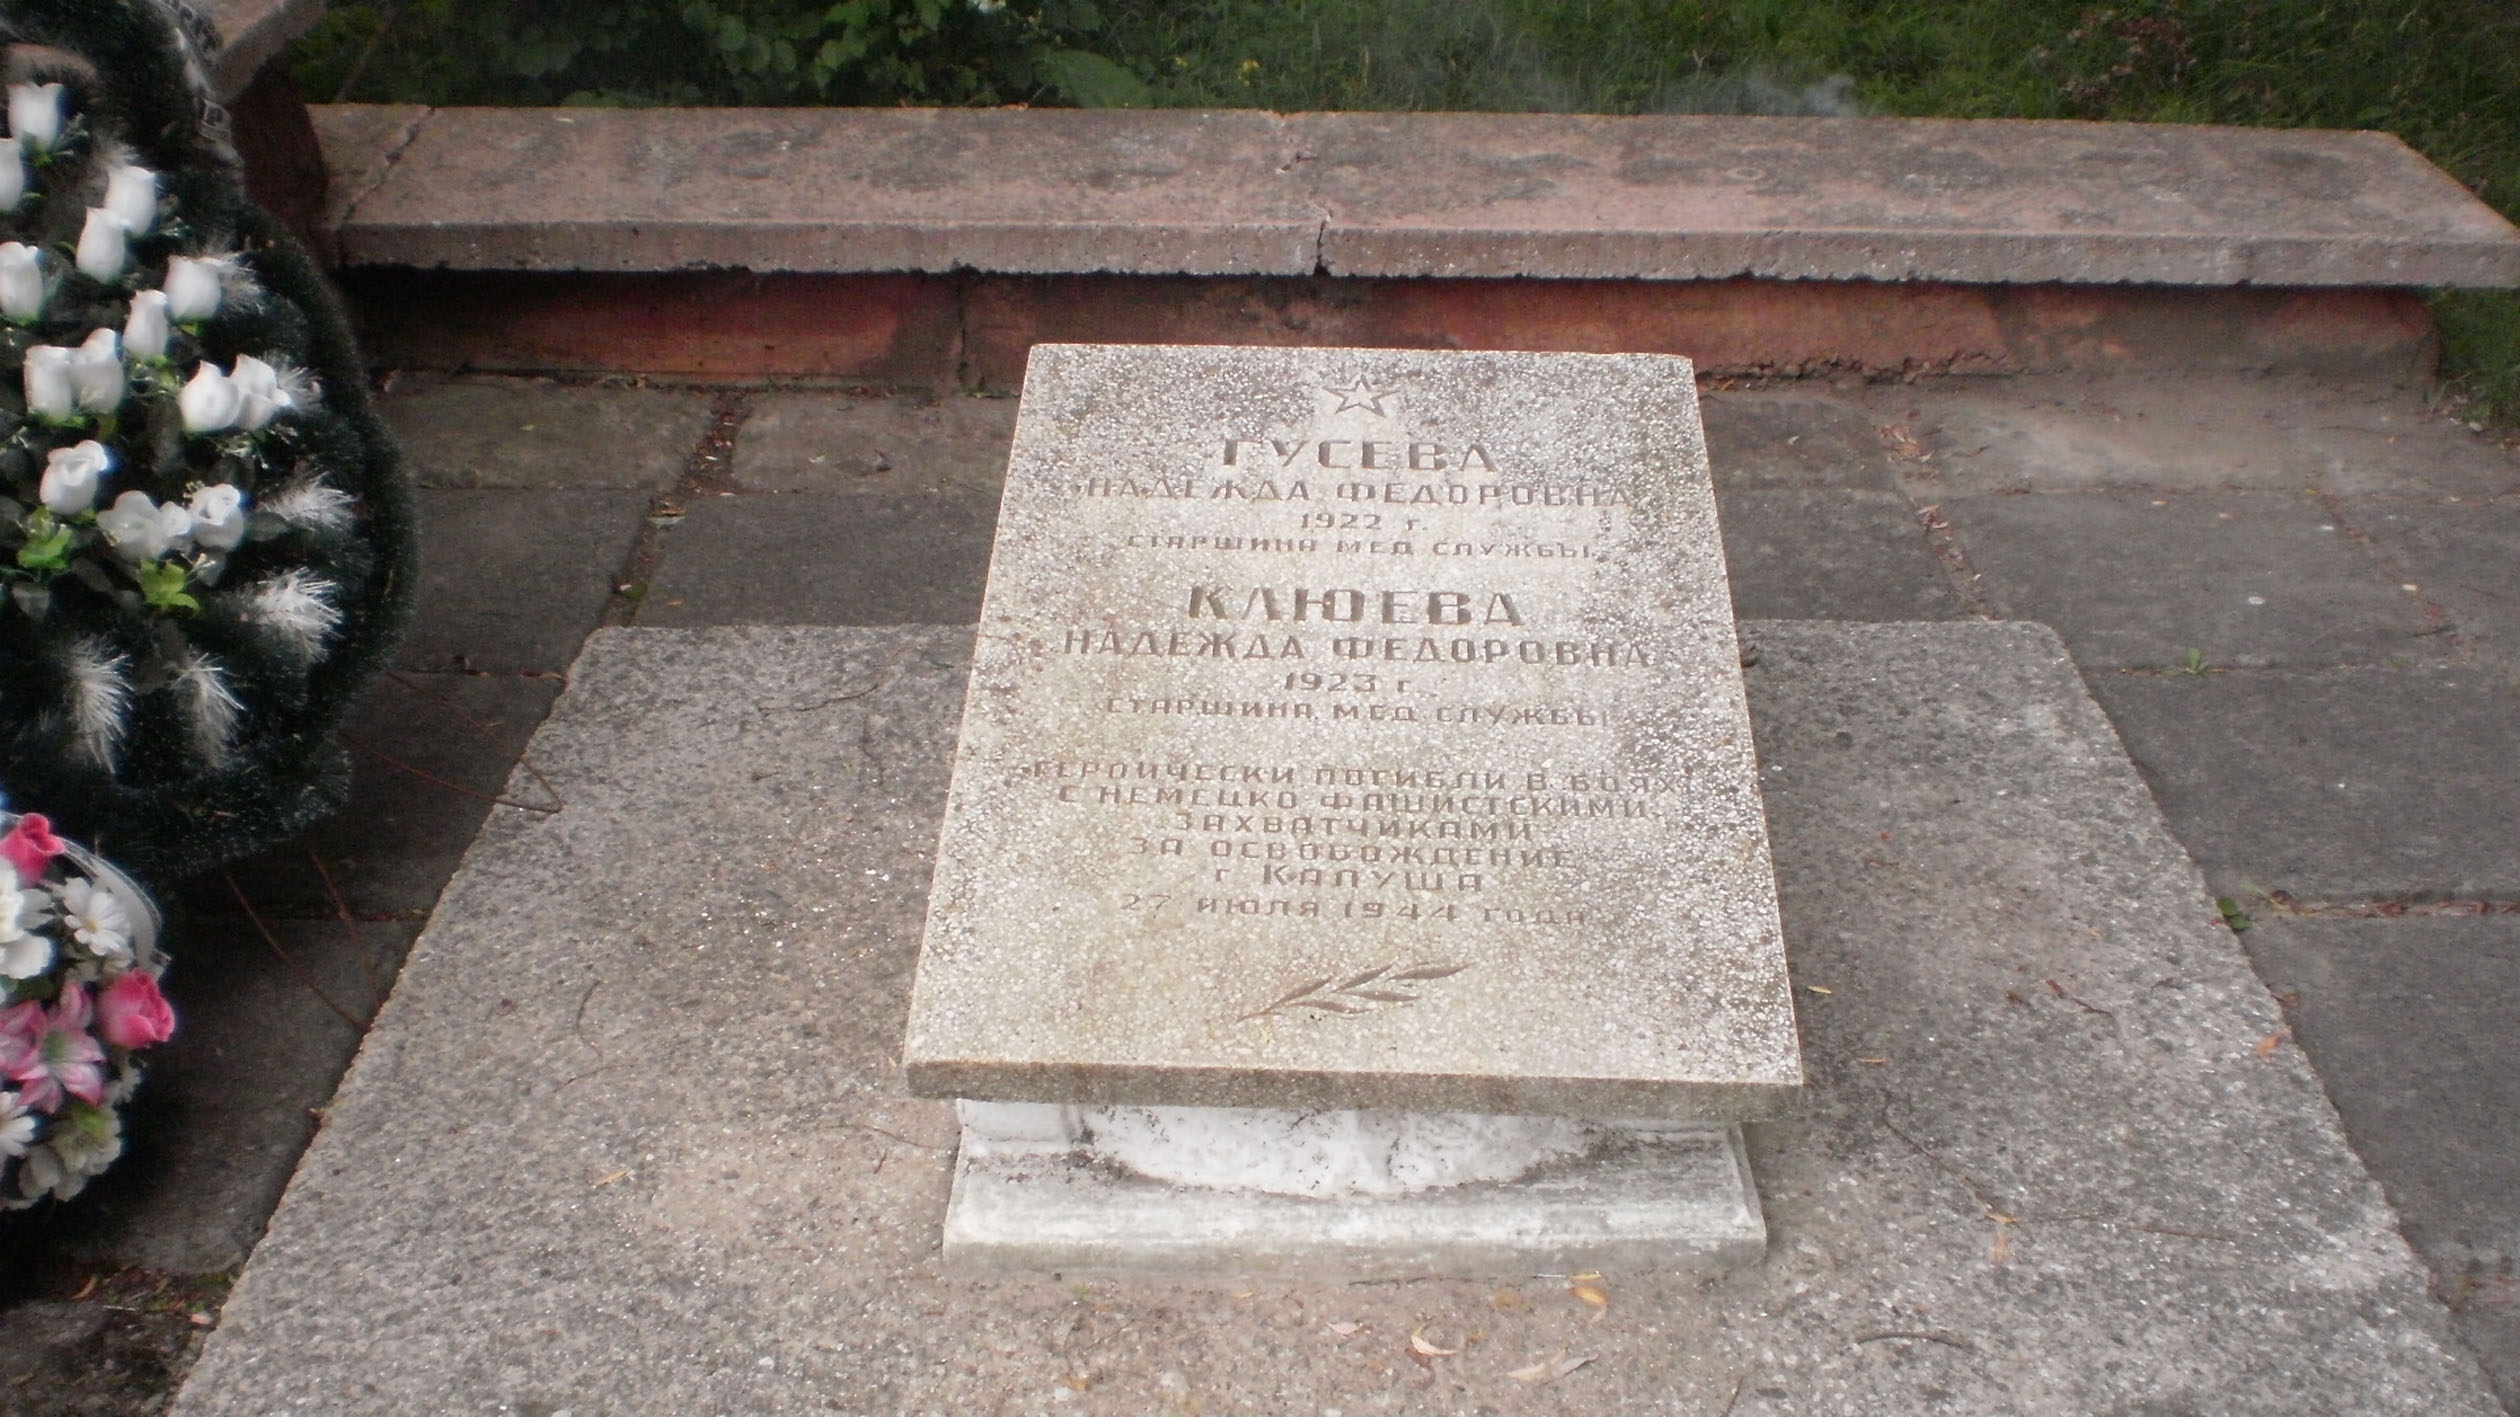 ГУСЕВА
НАДЕЖДА ФЕДОРОВНА
1922 г.
СТАРШИНА МЕД СЛУЖБЫ
КЛЮЕВА
НАДЕЖДА ФЕДОРОВНА
1923 г.
СТАРШИНА МЕД СЛУЖБЫ
ГЕРОИЧЕСКИ ПОГИБЛИ В БОЯХ
С НЕМЕЦКО ФАШИСТСКИМИ
ЗАХВАТЧИКАМИ
ЗА ОСВОБОЖДЕНИЕ
г КАЛУША
27 ИЮЛЯ 1944 ГОДА